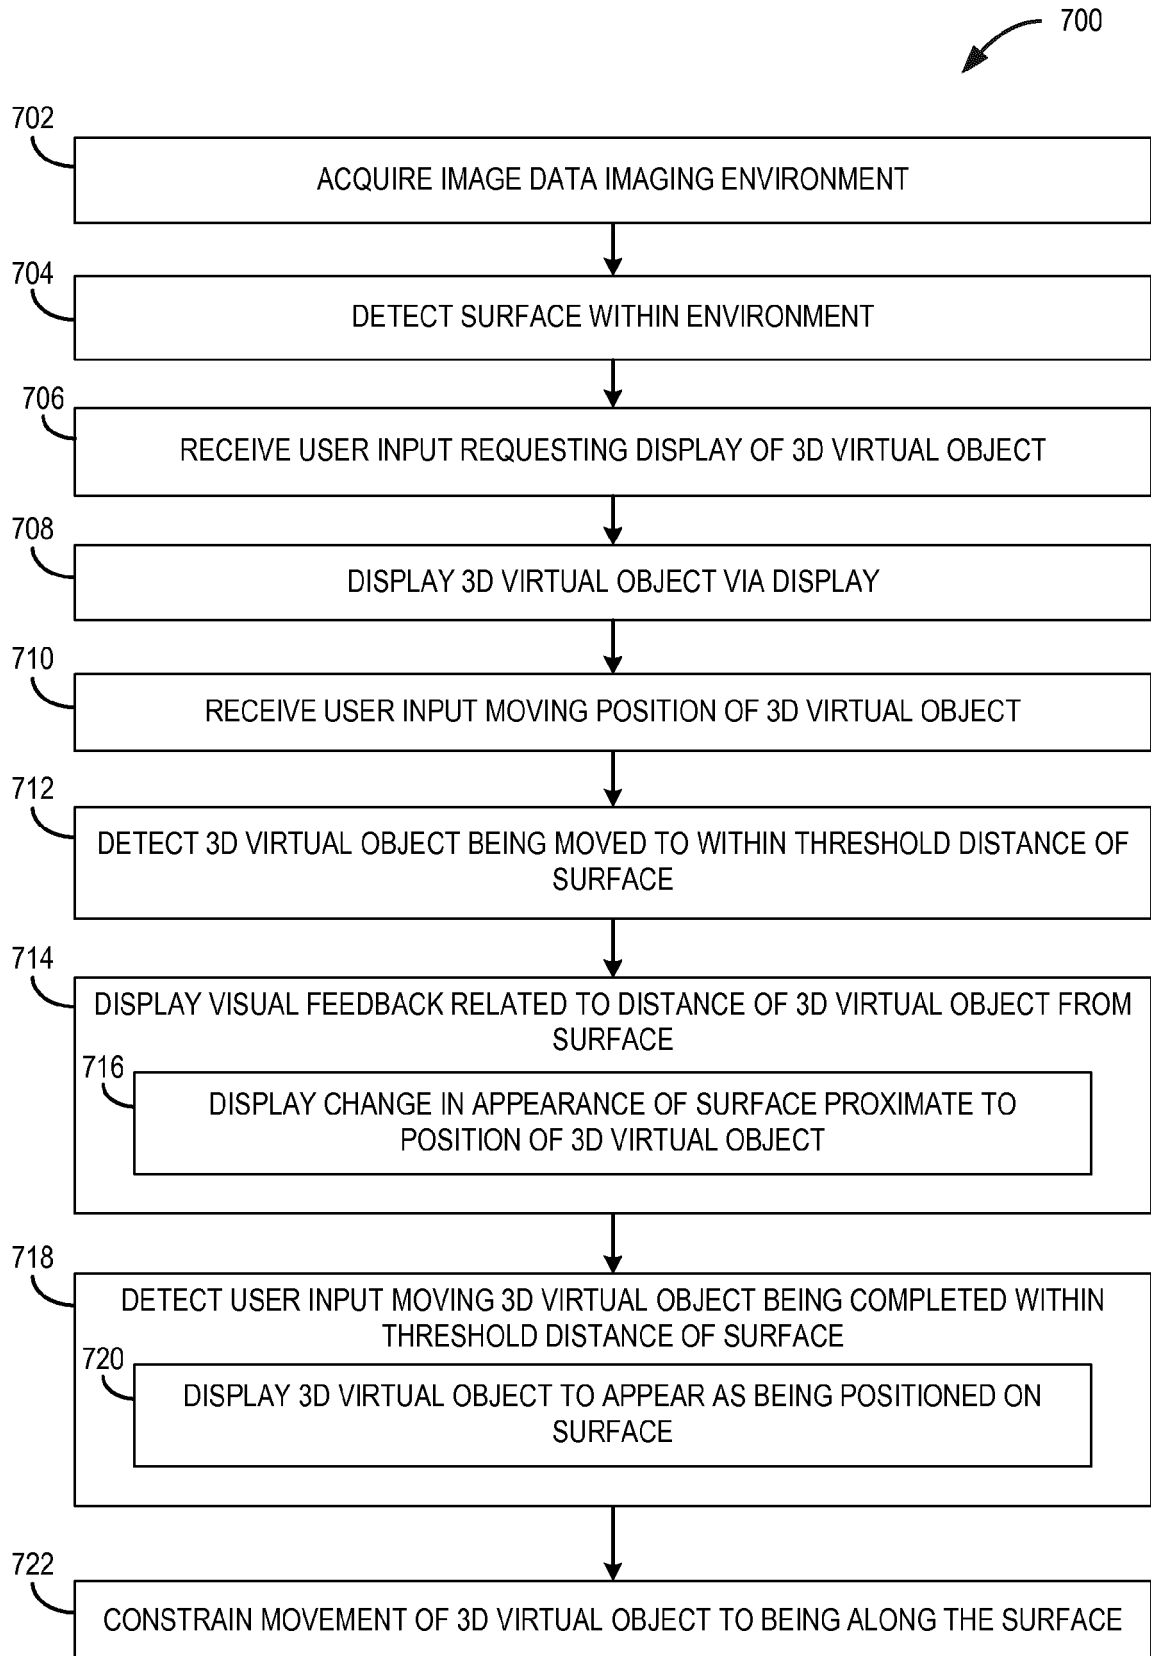 700
702
ACQUIRE IMAGE DATA IMAGING ENVIRONMENT
704
DETECT SURFACE WITHIN ENVIRONMENT
706
RECEIVE USER INPUT REQUESTING DISPLAY OF 3D VIRTUAL OBJECT
708
DISPLAY 3D VIRTUAL OBJECT VIA DISPLAY
710
RECEIVE USER INPUT MOVING POSITION OF 3D VIRTUAL OBJECT
712
DETECT 3D VIRTUAL OBJECT BEING MOVED TO WITHIN THRESHOLD DISTANCE OF
SURFACE
714
DISPLAY VISUAL FEEDBACK RELATED TO DISTANCE OF 3D VIRTUAL OBJECT FROM
SURFACE
716
DISPLAY CHANGE IN APPEARANCE OF SURFACE PROXIMATE TO
POSITION OF 3D VIRTUAL OBJECT
718
DETECT USER INPUT MOVING 3D VIRTUAL OBJECT BEING COMPLETED WITHIN
THRESHOLD DISTANCE OF SURFACE
720
DISPLAY 3D VIRTUAL OBJECT TO APPEAR AS BEING POSITIONED ON
SURFACE
722
CONSTRAIN MOVEMENT OF 3D VIRTUAL OBJECT TO BEING ALONG THE SURFACE